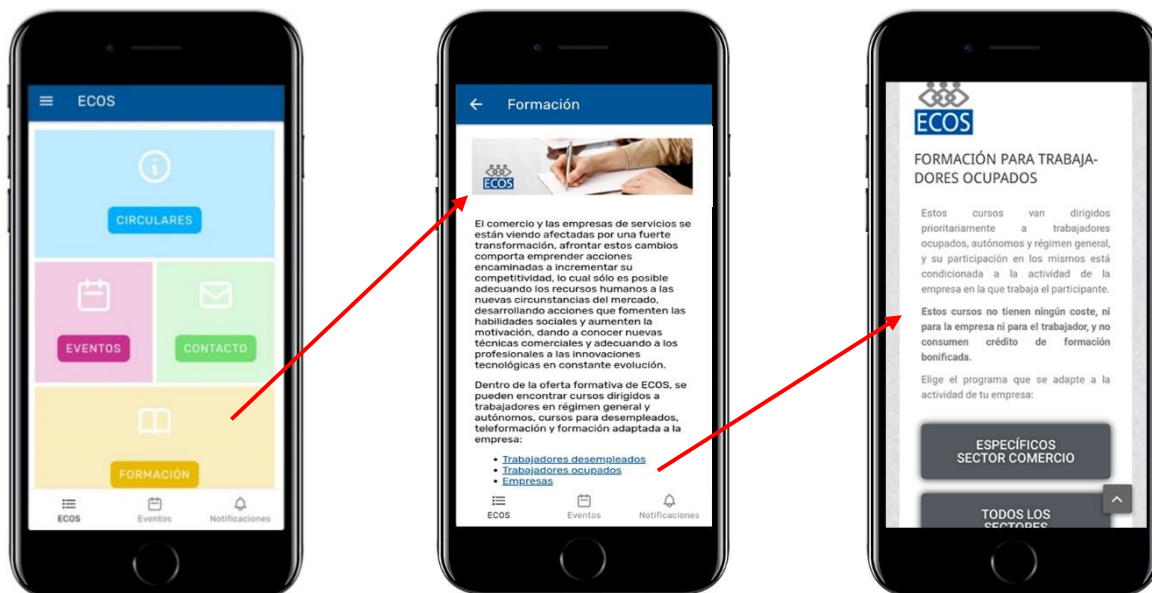 ECOS
CIRCULARES
EVENTOS
CONTACTO
FORMACIÓN
ECOS
Eventos
Notificaciones
Formación
ECOS
El comercio y las empresas de servicios se
están viendo afectadas por una fuerte
transformación, afrontar estos cambios
comporta emprender acciones
encaminadas a incrementar su
competitividad, lo cual sólo es posible
adecuando los recursos humanos a las
nuevas circunstancias del mercado,
desarrollando acciones que fomenten las
habilidades sociales y aumenten la
motivación, dando a conocer nuevas
técnicas comerciales y adecuando a los
profesionales a las innovaciones
tecnológicas en constante evolución.
Dentro de la oferta formativa de ECOS, se
pueden encontrar cursos dirigidos a
trabajadores en régimen general y
autónomos, cursos para desempleados,
teleformación y formación adaptada a la
empresa:
• Trabajadores desempleados
• Trabajadores ocupados
• Empresas
ECOS
Eventos
Notificaciones
ECOS
FORMACIÓN PARA TRABAJA-
DORES OCUPADOS
Estos cursos van dirigidos
prioritariamente a trabajadores
ocupados, autónomos y régimen general,
y su participación en los mismos está
condicionada a la actividad de la
empresa en la que trabaja el participante.
Estos cursos no tienen ningún coste, ni
para la empresa ni para el trabajador, y no
consumen crédito de formación
bonificada.
Elige el programa que se adapte a la
actividad de tu empresa:
ESPECÍFICOS
SECTOR COMERCIO
TODOS LOS
SECTORES